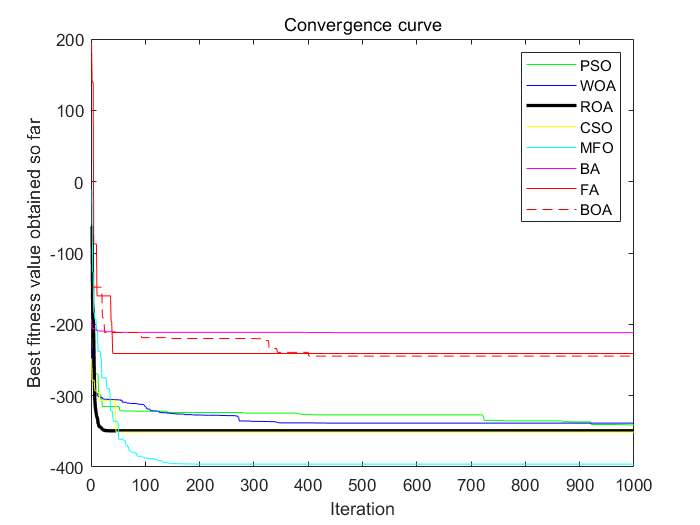 Convergence curve
Best fitness value obtained so far
200
100
0
-100
-200
-300
-400
0 100 200 300 400 500 600 700 800 900 1000
Iteration
PSO
WOA
ROA
CSO
MFO
BA
FA
BOA